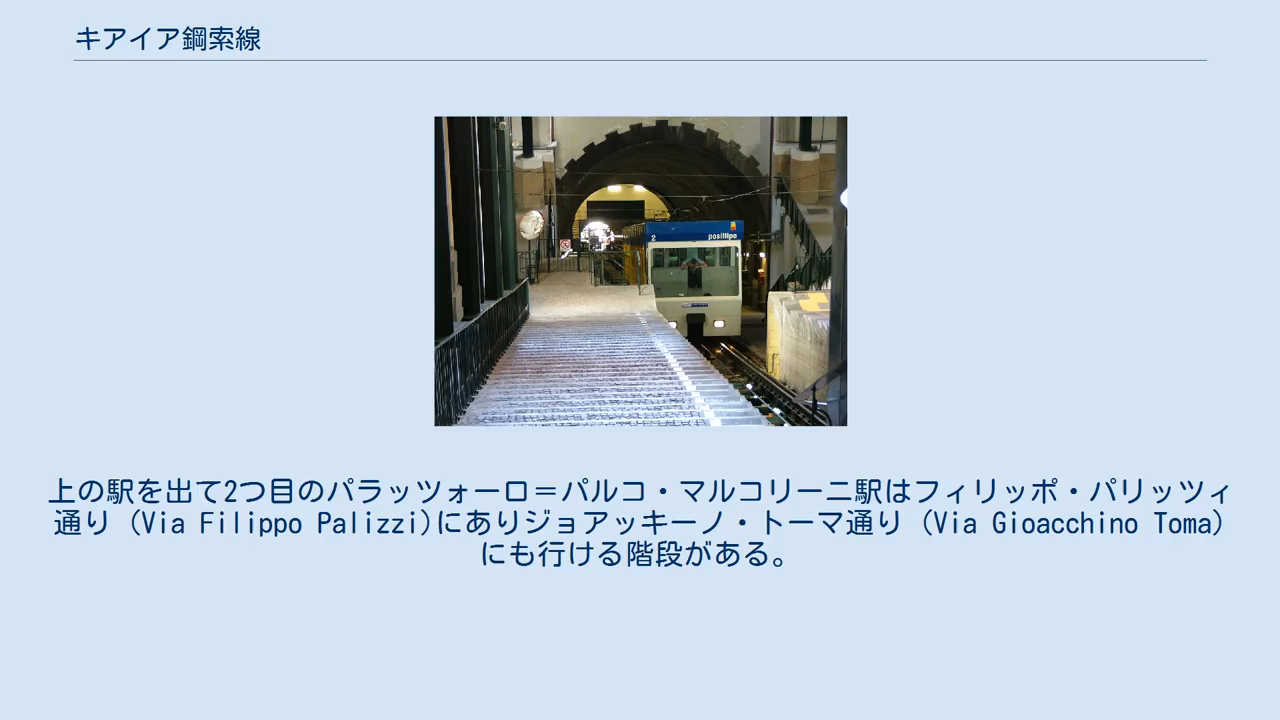 キアイア鋼索線
2
posillipo
上の駅を出て2つ目のパラッツォーロ＝パルコ・マルコリーニ駅はフィリッポ・パリッツィ
通り (Via Filippo Palizzi)にありジョアッキーノ・トーマ通り (Via Gioacchino Toma)
にも行ける階段がある。